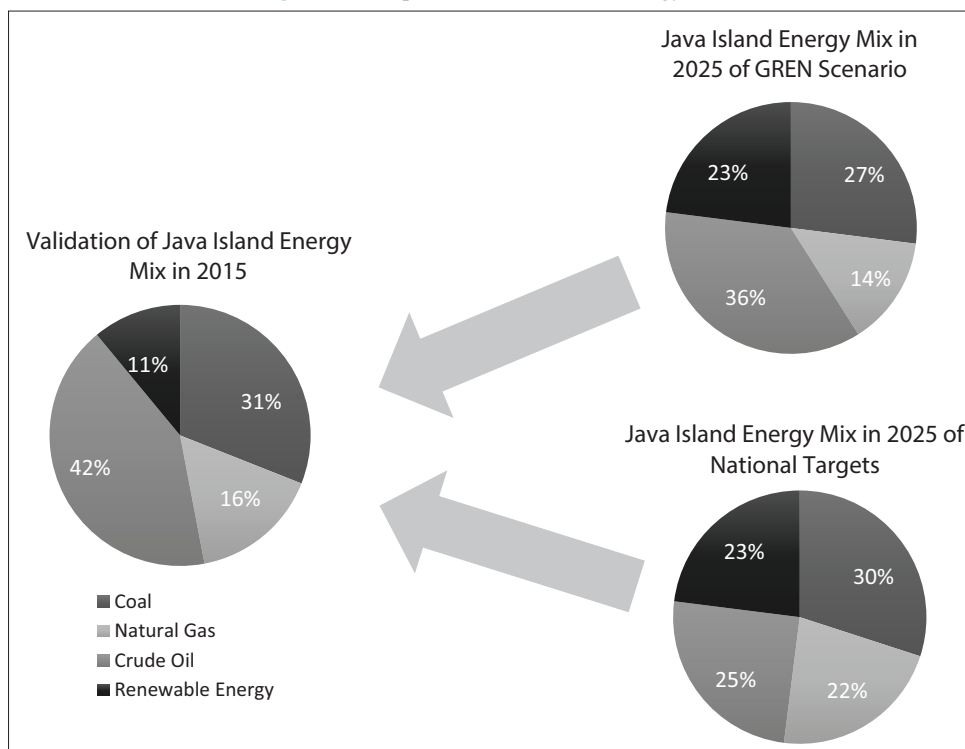 Java Island Energy Mix in
2025 of GREN Scenario
23%
27%
36%
14%
Validation of Java Island Energy
Mix in 2015
11%
31%
42%
16%
Java Island Energy Mix in 2025 of
National Targets
23%
30%
25%
22%
Coal
Natural Gas
Crude Oil
Renewable Energy